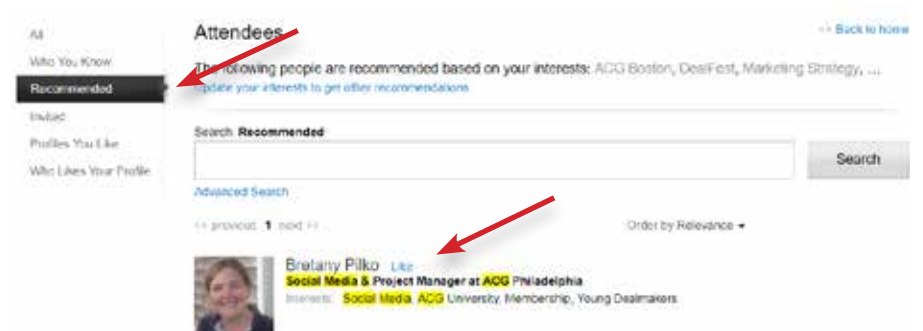 All
Who You Know
Recommended
Invited
Profiles You Like
Who Likes Your Profile
Attendees
<< Back to home
The following people are recommended based on your interests: ACG Boston, DealFest, Marketing Strategy, ...
Update your interests to get other recommendations
Search Recommended
Search
Advanced Search
<< previous 1 next >>
Order by Relevance
Bretany Pilko Like
Social Media & Project Manager at ACG Philadelphia
Interests: Social Media, ACG University, Membership, Young Dealmakers